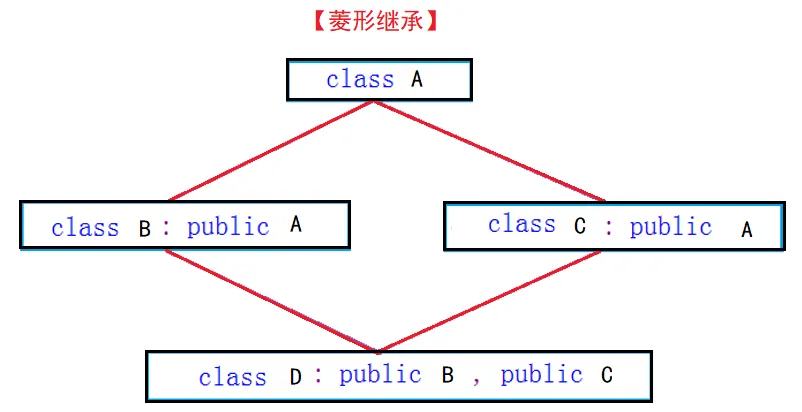 【菱形继承】
class A
class B : public A
class C : public A
class D : public B , public C